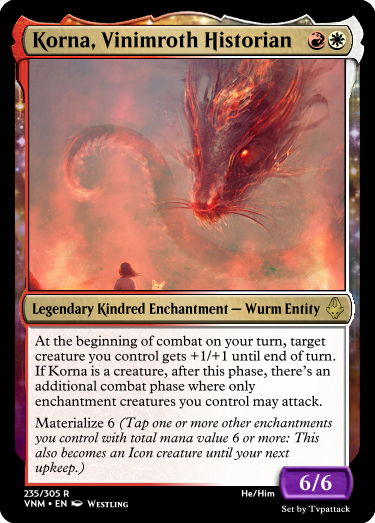 Korna, Vinimroth Historian
Legendary Kindred Enchantment — Wurm Entity
At the beginning of combat on your turn, target
creature you control gets +1/+1 until end of turn.
If Korna is a creature, after this phase, there's an
additional combat phase where only
enchantment creatures you control may attack.
Materialize 6 (Tap one or more other enchantments
you control with total mana value 6 or more: This
also becomes an Icon creature until your next
upkeep.)
6/6
235/305 R
He/Him
VNM • EN Westling
Set by Tvpattack